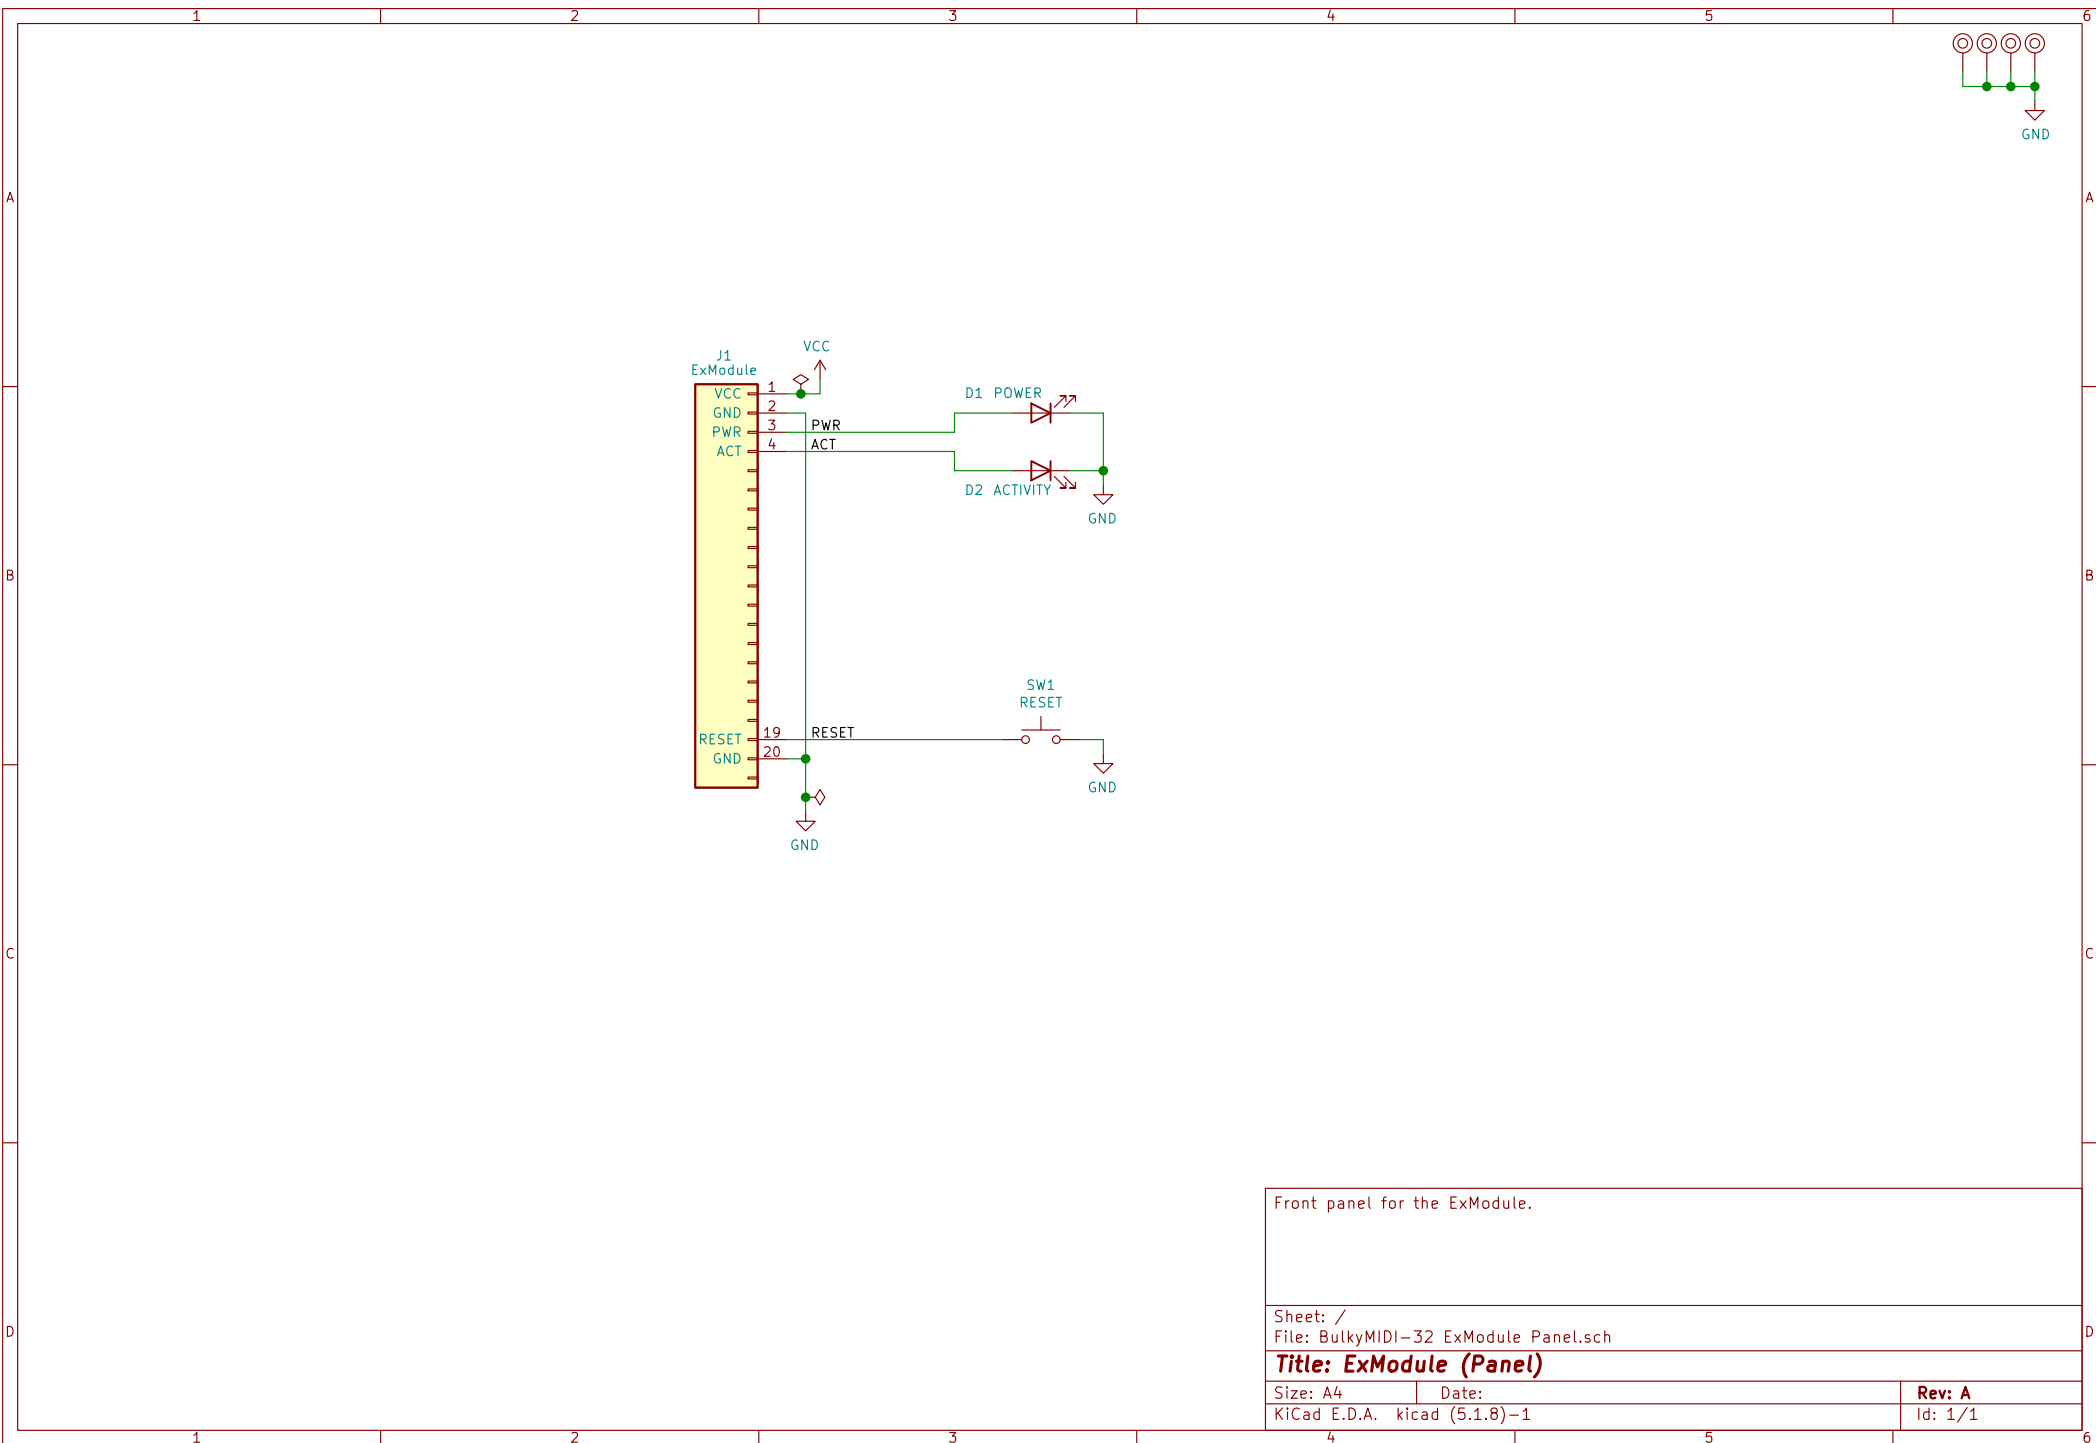 1 2 3 4 5 6
GND
A A
VCC
J1
ExModule
VCC 1
GND 2
PWR 3 PWR
ACT 4 ACT
D1 POWER
D2 ACTIVITY
GND
B B
SW1
RESET
RESET 19 RESET
GND 20
GND
GND
C C
Front panel for the ExModule.
Sheet: /
File: BulkyMIDI-32 ExModule Panel.sch
D D
Title: ExModule (Panel)
Size: A4 Date: Rev: A
KiCad E.D.A. kicad (5.1.8)-1 Id: 1/1
1 2 3 4 5 6